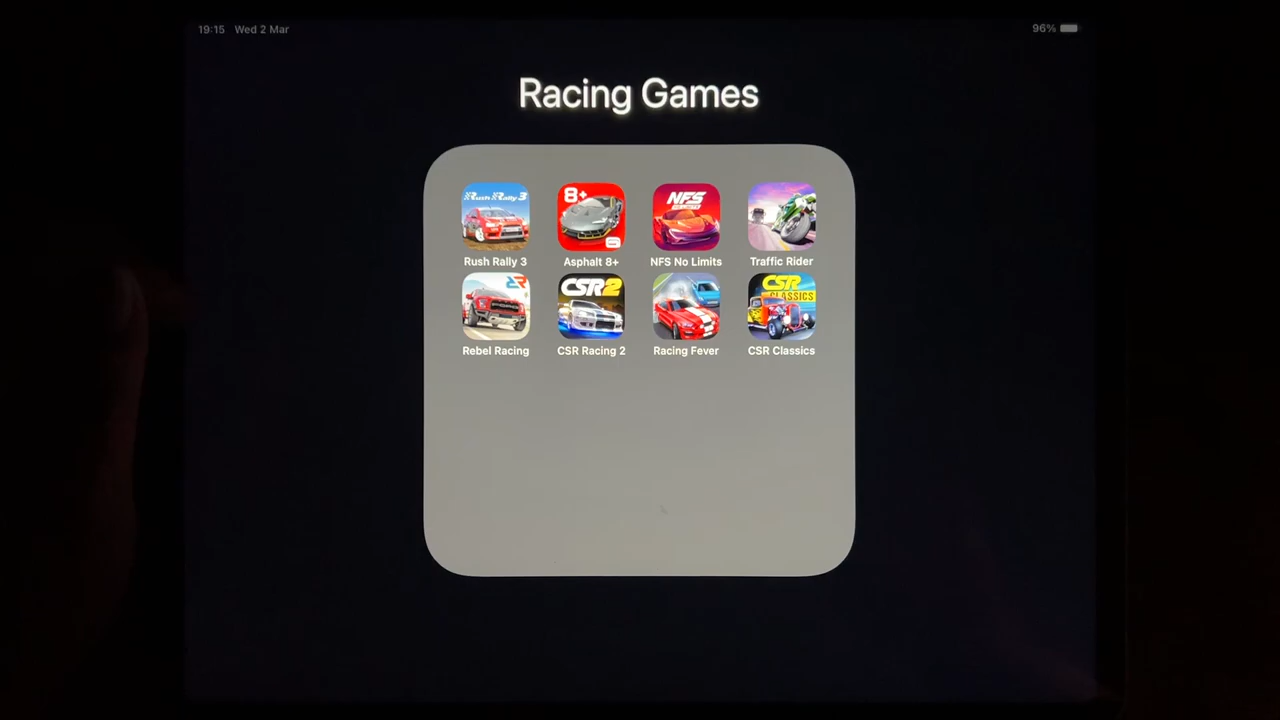 19:15 Wed 2 Mar
96%
Racing Games
Rush Rally 3
8+
NFS
Rush Rally 3
Asphalt 8+
NFS No Limits
Traffic Rider
RR
CSR2
CSR
CLASSICS
Rebel Racing
CSR Racing 2
Racing Fever
CSR Classics